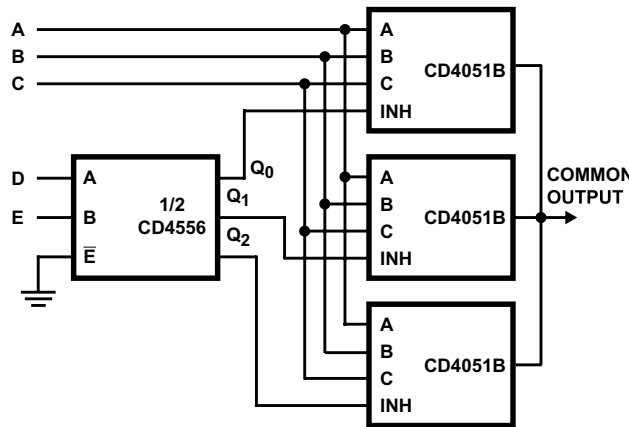 A
B
C
A
B
C
INH
CD4051B
D
E
A
B
E̅
1/2
CD4556
Q0
Q1
Q2
A
B
C
INH
CD4051B
COMMON
OUTPUT
A
B
C
INH
CD4051B